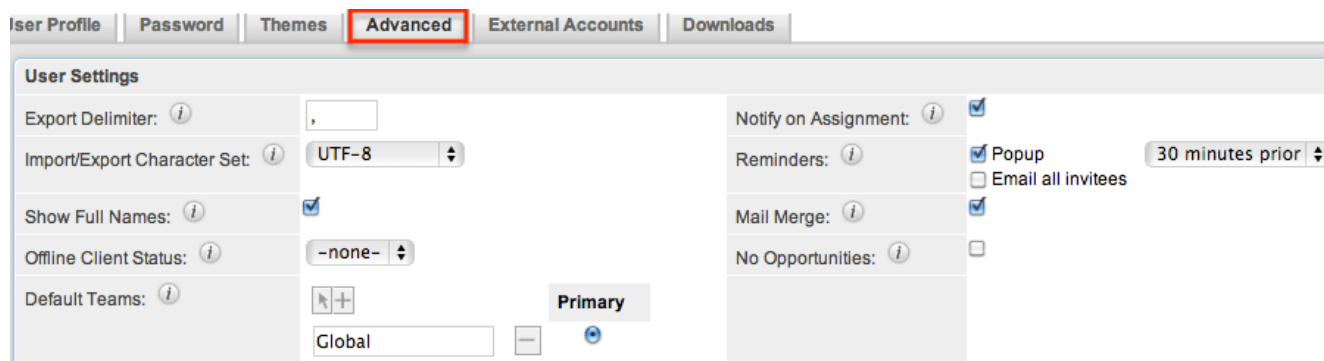 User Profile Password Themes Advanced External Accounts Downloads
User Settings
Export Delimiter: i , Notify on Assignment: i
Import/Export Character Set: i UTF-8 Reminders: i Popup 30 minutes prior
Email all invitees
Show Full Names: i Mail Merge: i
Offline Client Status: i -none- No Opportunities: i
Default Teams: i Primary
Global